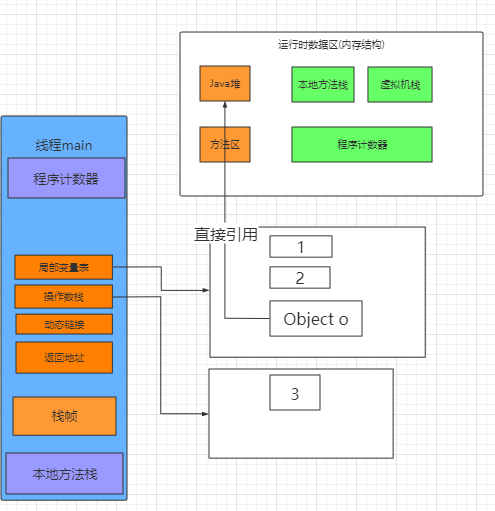 运行时数据区(内存结构)
Java堆
本地方法栈
虚拟机栈
方法区
程序计数器
线程main
程序计数器
局部变量表
操作数栈
动态链接
返回地址
栈帧
本地方法栈
直接引用
1
2
Object o
3